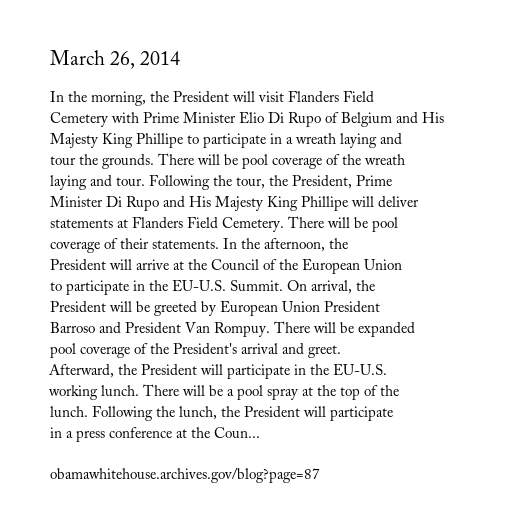 March 26, 2014
In the morning, the President will visit Flanders Field
Cemetery with Prime Minister Elio Di Rupo of Belgium and His
Majesty King Phillipe to participate in a wreath laying and
tour the grounds. There will be pool coverage of the wreath
laying and tour. Following the tour, the President, Prime
Minister Di Rupo and His Majesty King Phillipe will deliver
statements at Flanders Field Cemetery. There will be pool
coverage of their statements. In the afternoon, the
President will arrive at the Council of the European Union
to participate in the EU-U.S. Summit. On arrival, the
President will be greeted by European Union President
Barroso and President Van Rompuy. There will be expanded
pool coverage of the President's arrival and greet.
Afterward, the President will participate in the EU-U.S.
working lunch. There will be a pool spray at the top of the
lunch. Following the lunch, the President will participate
in a press conference at the Coun...
obamawhitehouse.archives.gov/blog?page=87